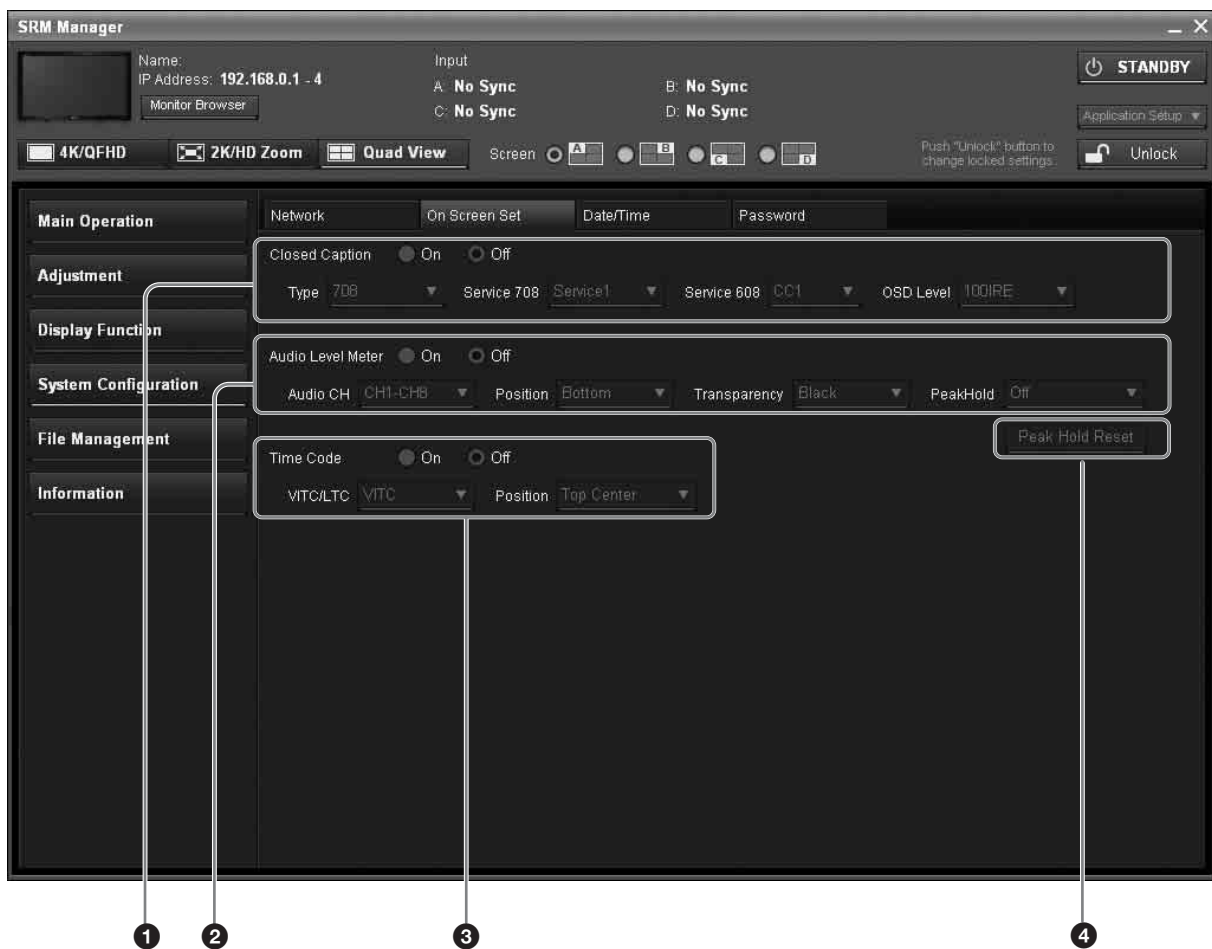 SRM Manager
Name:
IP Address: 192.168.0.1 - 4
Monitor Browser
Input
A: No Sync
B: No Sync
C: No Sync
D: No Sync
STANDBY
Application Setup
4K/QFHD
2K/HD Zoom
Quad View
Screen
A
B
C
D
Push "Unlock" button to
change locked settings.
Unlock
Main Operation
Adjustment
Display Function
System Configuration
File Management
Information
Network
On Screen Set
Date/Time
Password
Closed Caption On Off
Type 708 Service 708 Service1 Service 608 CC1 OSD Level 100IRE
Audio Level Meter On Off
Audio CH CH1-CH8 Position Bottom Transparency Black PeakHold Off
Peak Hold Reset
Time Code On Off
VITC/LTC VITC Position Top Center
1
2
3
4